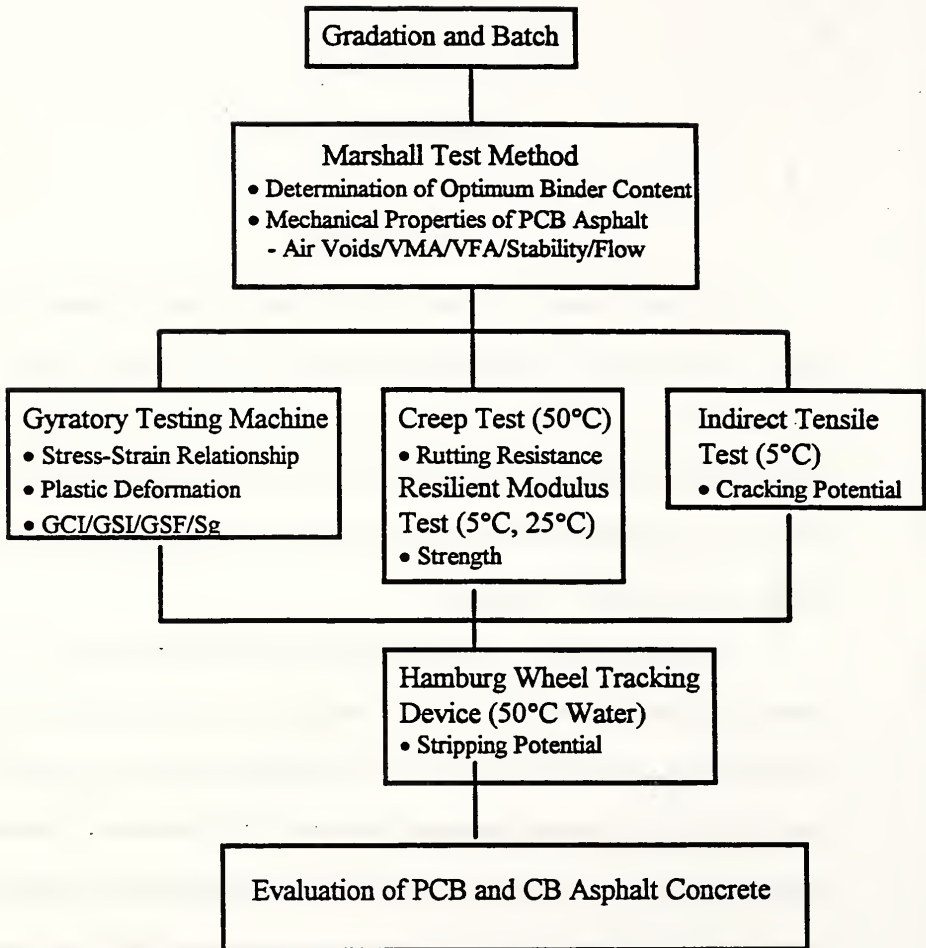 Gradation and Batch
Marshall Test Method
• Determination of Optimum Binder Content
• Mechanical Properties of PCB Asphalt
- Air Voids/VMA/VFA/Stability/Flow
Gyratory Testing Machine
• Stress-Strain Relationship
• Plastic Deformation
• GCI/GSI/GSF/Sg
Creep Test (50°C)
• Rutting Resistance
Resilient Modulus
Test (5°C, 25°C)
• Strength
Indirect Tensile
Test (5°C)
• Cracking Potential
Hamburg Wheel Tracking
Device (50°C Water)
• Stripping Potential
Evaluation of PCB and CB Asphalt Concrete